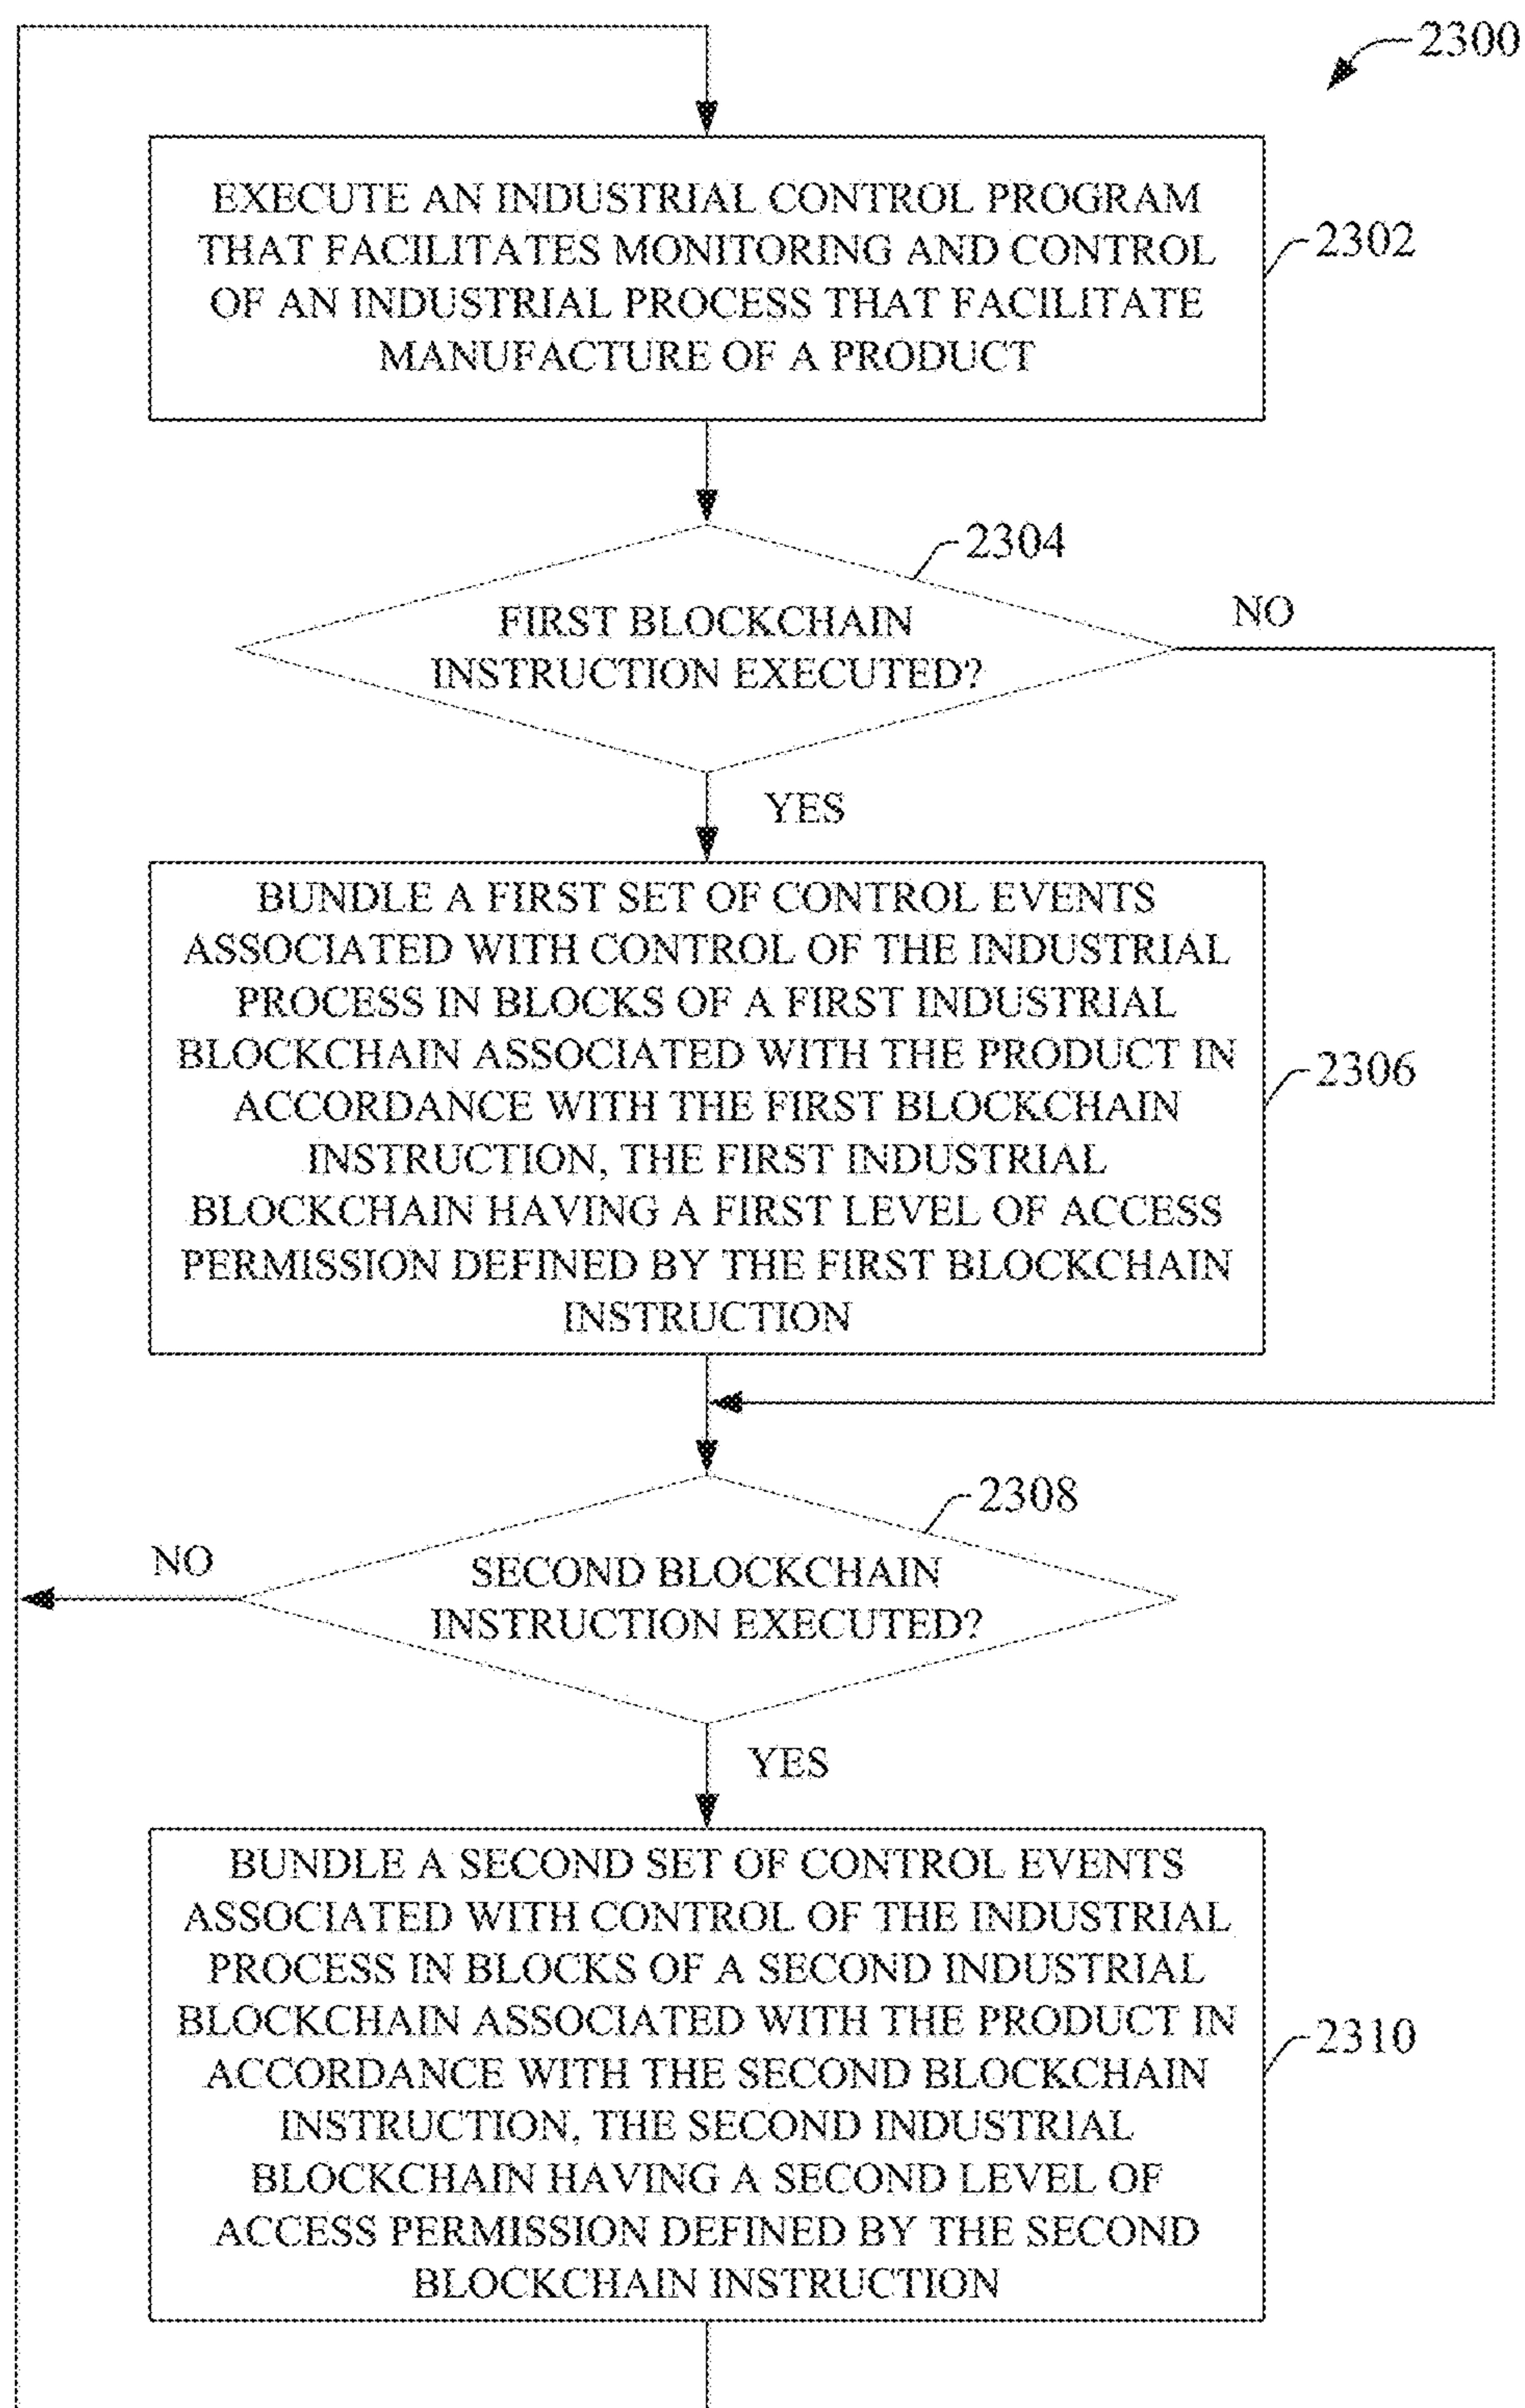 2300
EXECUTE AN INDUSTRIAL CONTROL PROGRAM
THAT FACILITATES MONITORING AND CONTROL
OF AN INDUSTRIAL PROCESS THAT FACILITATE
MANUFACTURE OF A PRODUCT
2302
2304
FIRST BLOCKCHAIN
INSTRUCTION EXECUTED?
NO
YES
BUNDLE A FIRST SET OF CONTROL EVENTS
ASSOCIATED WITH CONTROL OF THE INDUSTRIAL
PROCESS IN BLOCKS OF A FIRST INDUSTRIAL
BLOCKCHAIN ASSOCIATED WITH THE PRODUCT IN
ACCORDANCE WITH THE FIRST BLOCKCHAIN
INSTRUCTION, THE FIRST INDUSTRIAL
BLOCKCHAIN HAVING A FIRST LEVEL OF ACCESS
PERMISSION DEFINED BY THE FIRST BLOCKCHAIN
INSTRUCTION
2306
2308
NO
SECOND BLOCKCHAIN
INSTRUCTION EXECUTED?
YES
BUNDLE A SECOND SET OF CONTROL EVENTS
ASSOCIATED WITH CONTROL OF THE INDUSTRIAL
PROCESS IN BLOCKS OF A SECOND INDUSTRIAL
BLOCKCHAIN ASSOCIATED WITH THE PRODUCT IN
ACCORDANCE WITH THE SECOND BLOCKCHAIN
INSTRUCTION, THE SECOND INDUSTRIAL
BLOCKCHAIN HAVING A SECOND LEVEL OF
ACCESS PERMISSION DEFINED BY THE SECOND
BLOCKCHAIN INSTRUCTION
2310